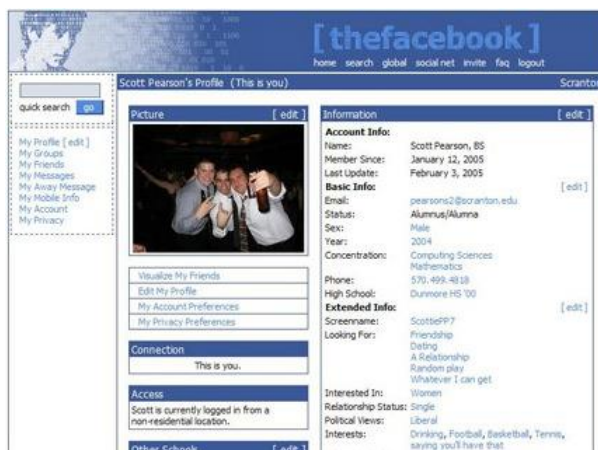 [ thefacebook ]
home search global social net invite faq logout
Scott Pearson's Profile (This is you)
Scranton
quick search go
My Profile [ edit ]
My Groups
My Friends
My Messages
My Away Message
My Mobile Info
My Account
My Privacy
Picture [ edit ]
Visualize My Friends
Edit My Profile
My Account Preferences
My Privacy Preferences
Connection
This is you.
Access
Scott is currently logged in from a
non-residential location.
Other Schools [ edit ]
Information [ edit ]
Account Info:
Name: Scott Pearson, BS
Member Since: January 12, 2005
Last Update: February 3, 2005
Basic Info: [ edit ]
Email: pearsons2@scranton.edu
Status: Alumnus/Alumna
Sex: Male
Year: 2004
Concentration: Computing Sciences
Mathematics
Phone: 570.499.4818
High School: Dunmore HS '00
Extended Info: [ edit ]
Screenname: ScottiePP7
Looking For: Friendship
Dating
A Relationship
Random play
Whatever I can get
Interested In: Women
Relationship Status: Single
Political Views: Liberal
Interests: Drinking, Football, Basketball, Tennis,
saying you'll have that